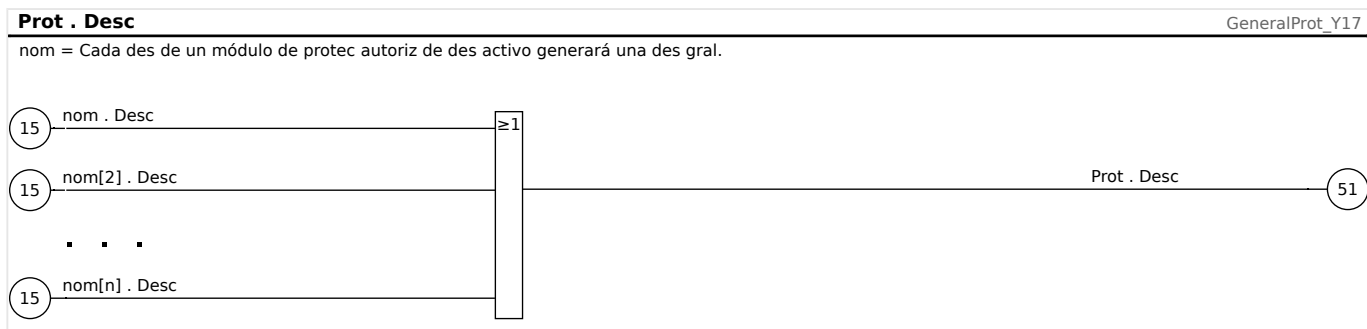 Prot . Desc
GeneralProt_Y17
nom = Cada des de un módulo de protec autoriz de des activo generará una des gral.
15
nom . Desc
≥1
15
nom[2] . Desc
Prot . Desc
51
. . .
15
nom[n] . Desc